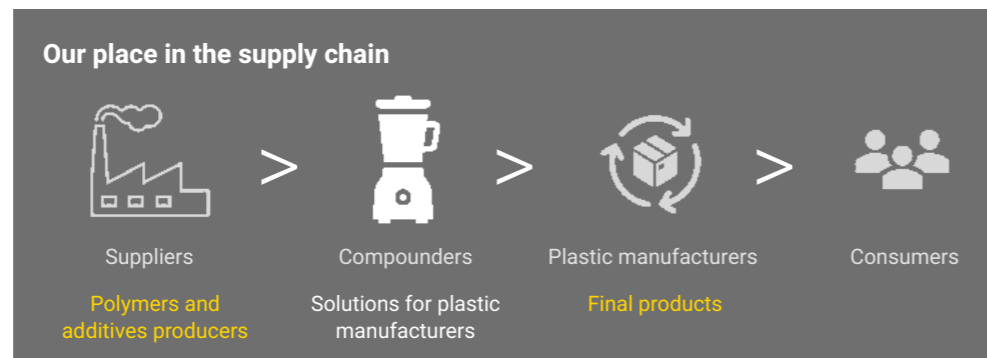 Our place in the supply chain
>
>
>
Suppliers
Compounders
Plastic manufacturers
Consumers
Polymers and
additives producers
Solutions for plastic
manufacturers
Final products